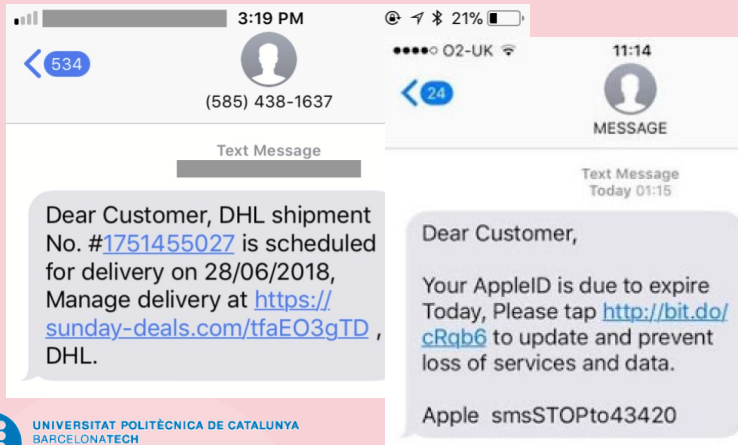 3:19 PM
21%
534
(585) 438-1637
Text Message
Dear Customer, DHL shipment
No. #1751455027 is scheduled
for delivery on 28/06/2018,
Manage delivery at https://
sunday-deals.com/tfaEO3gTD ,
DHL.
O2-UK
11:14
24
MESSAGE
Text Message
Today 01:15
Dear Customer,
Your AppleID is due to expire
Today, Please tap http://bit.do/
cRqb6 to update and prevent
loss of services and data.
Apple smsSTOPto43420
UNIVERSITAT POLITÈCNICA DE CATALUNYA
BARCELONATECH